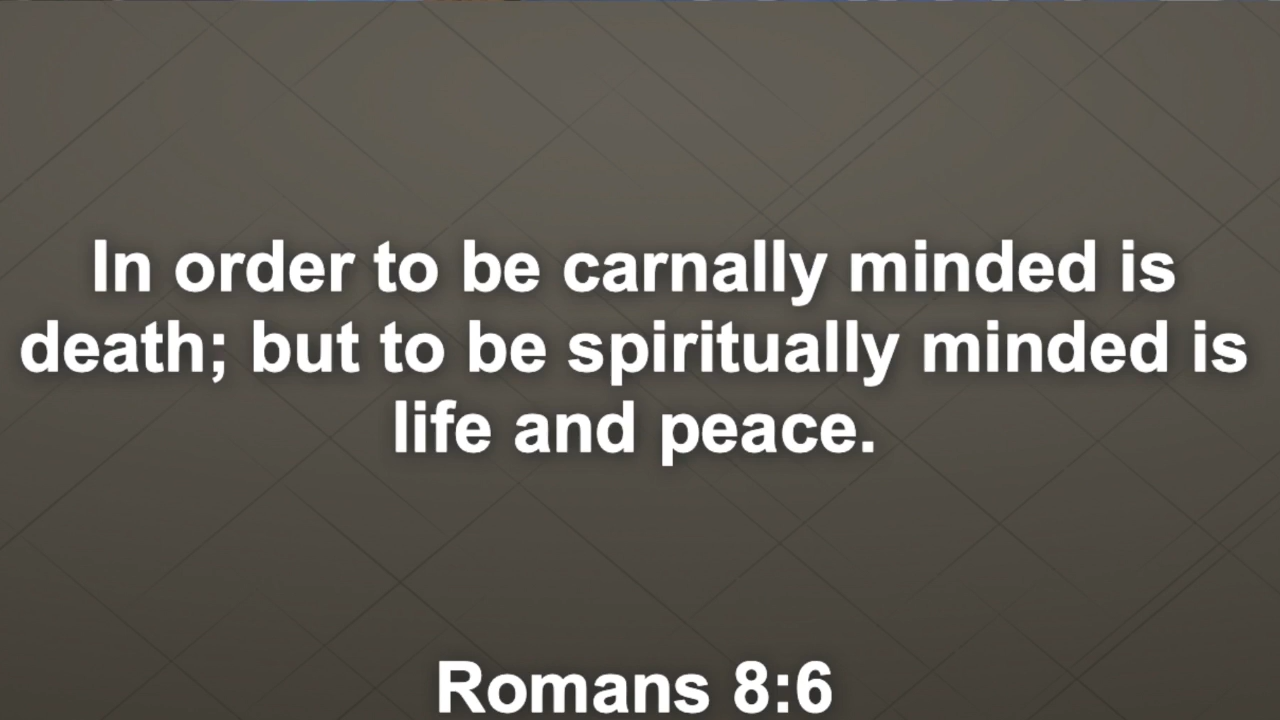 In order to be carnally minded is
death; but to be spiritually minded is
life and peace.
Romans 8:6